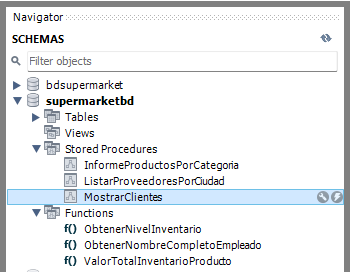 Navigator
SCHEMAS
Filter objects
bdsupermarket
supermarketbd
Tables
Views
Stored Procedures
InformeProductosPorCategoria
ListarProveedoresPorCiudad
MostrarClientes
Functions
f() ObtenerNivelInventario
f() ObtenerNombreCompletoEmpleado
f() ValorTotalInventarioProducto